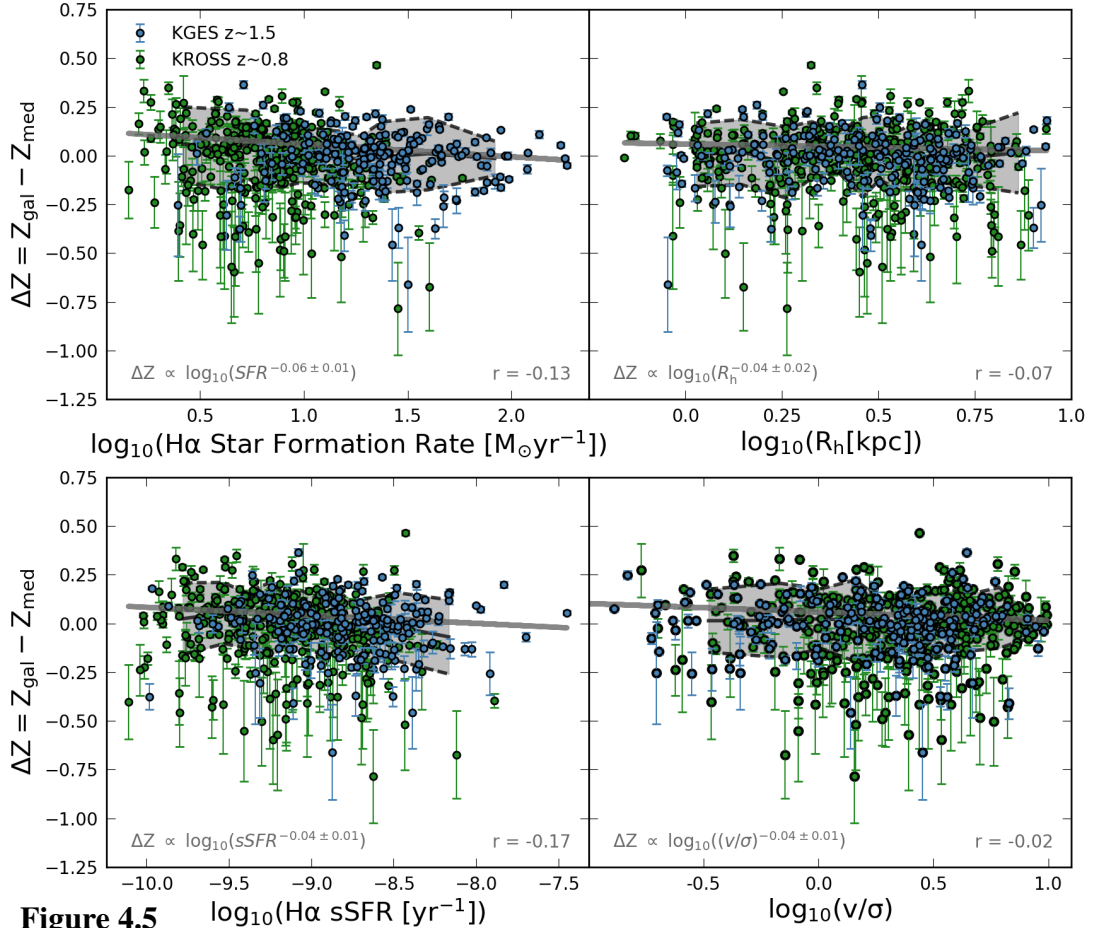 KGES z~1.5
KROSS z~0.8
0.75
0.50
0.25
0.00
−0.25
−0.50
−0.75
−1.00
−1.25
ΔZ = Z_gal − Z_med
ΔZ ∝ log₁₀(SFR^−0.06 ± 0.01)
r = -0.13
ΔZ ∝ log₁₀(R_h^−0.04 ± 0.02)
r = -0.07
0.5 1.0 1.5 2.0
0.0 0.25 0.5 0.75 1.0
log₁₀(Hα Star Formation Rate [M⊙yr⁻¹])
log₁₀(R_h[kpc])
0.75
0.50
0.25
0.00
−0.25
−0.50
−0.75
−1.00
−1.25
ΔZ = Z_gal − Z_med
ΔZ ∝ log₁₀(sSFR^−0.04 ± 0.01)
r = -0.17
ΔZ ∝ log₁₀((v/σ)^−0.04 ± 0.01)
r = -0.02
−10.0 −9.5 −9.0 −8.5 −8.0 −7.5
-0.5 0.0 0.5 1.0
log₁₀(Hα sSFR [yr⁻¹])
log₁₀(v/σ)
Figure 4.5